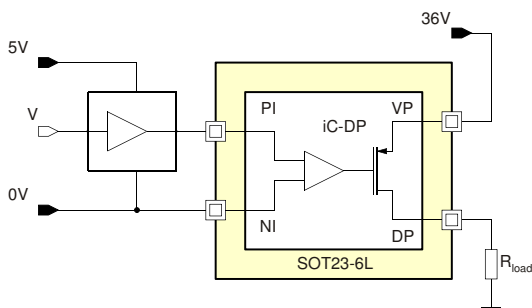 36V
5V
V
PI
VP
iC-DP
0V
NI
DP
SOT23-6L
Rload